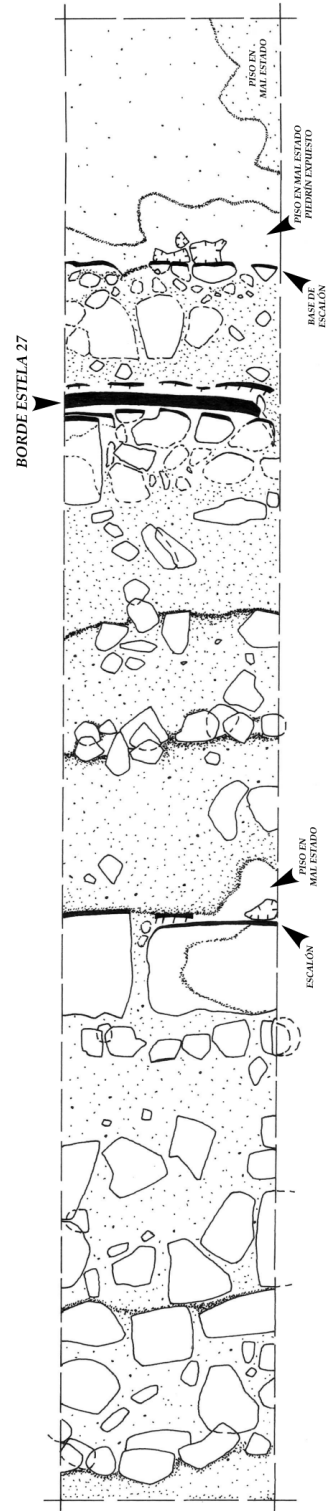 PISO EN
MAL ESTADO
PISO EN MAL ESTADO
PIEDRÍN EXPUESTO
BASE DE
ESCALÓN
BORDE ESTELA 27
PISO EN
MAL ESTADO
ESCALÓN